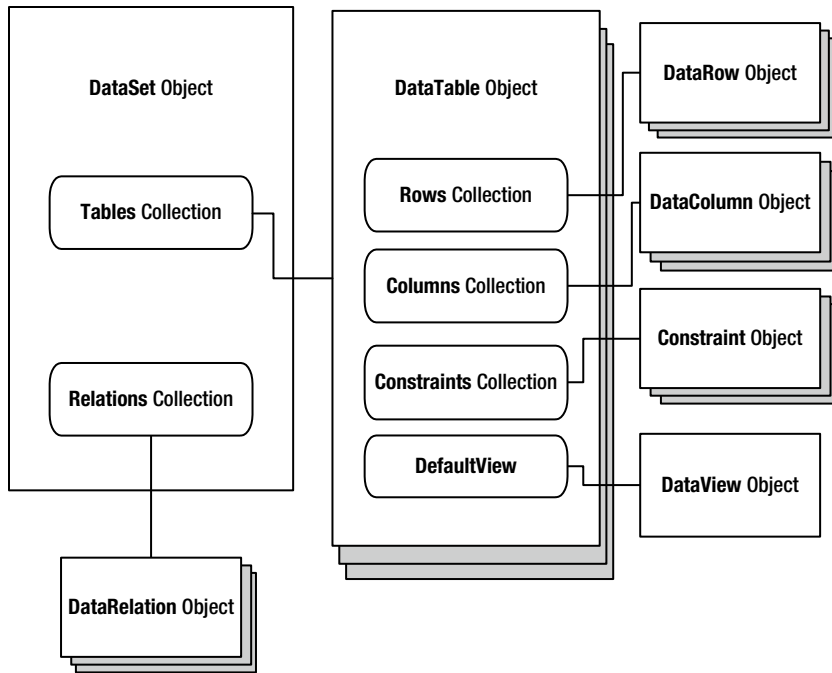 DataSet Object
Tables Collection
Relations Collection
DataRelation Object
DataTable Object
Rows Collection
Columns Collection
Constraints Collection
DefaultView
DataRow Object
DataColumn Object
Constraint Object
DataView Object